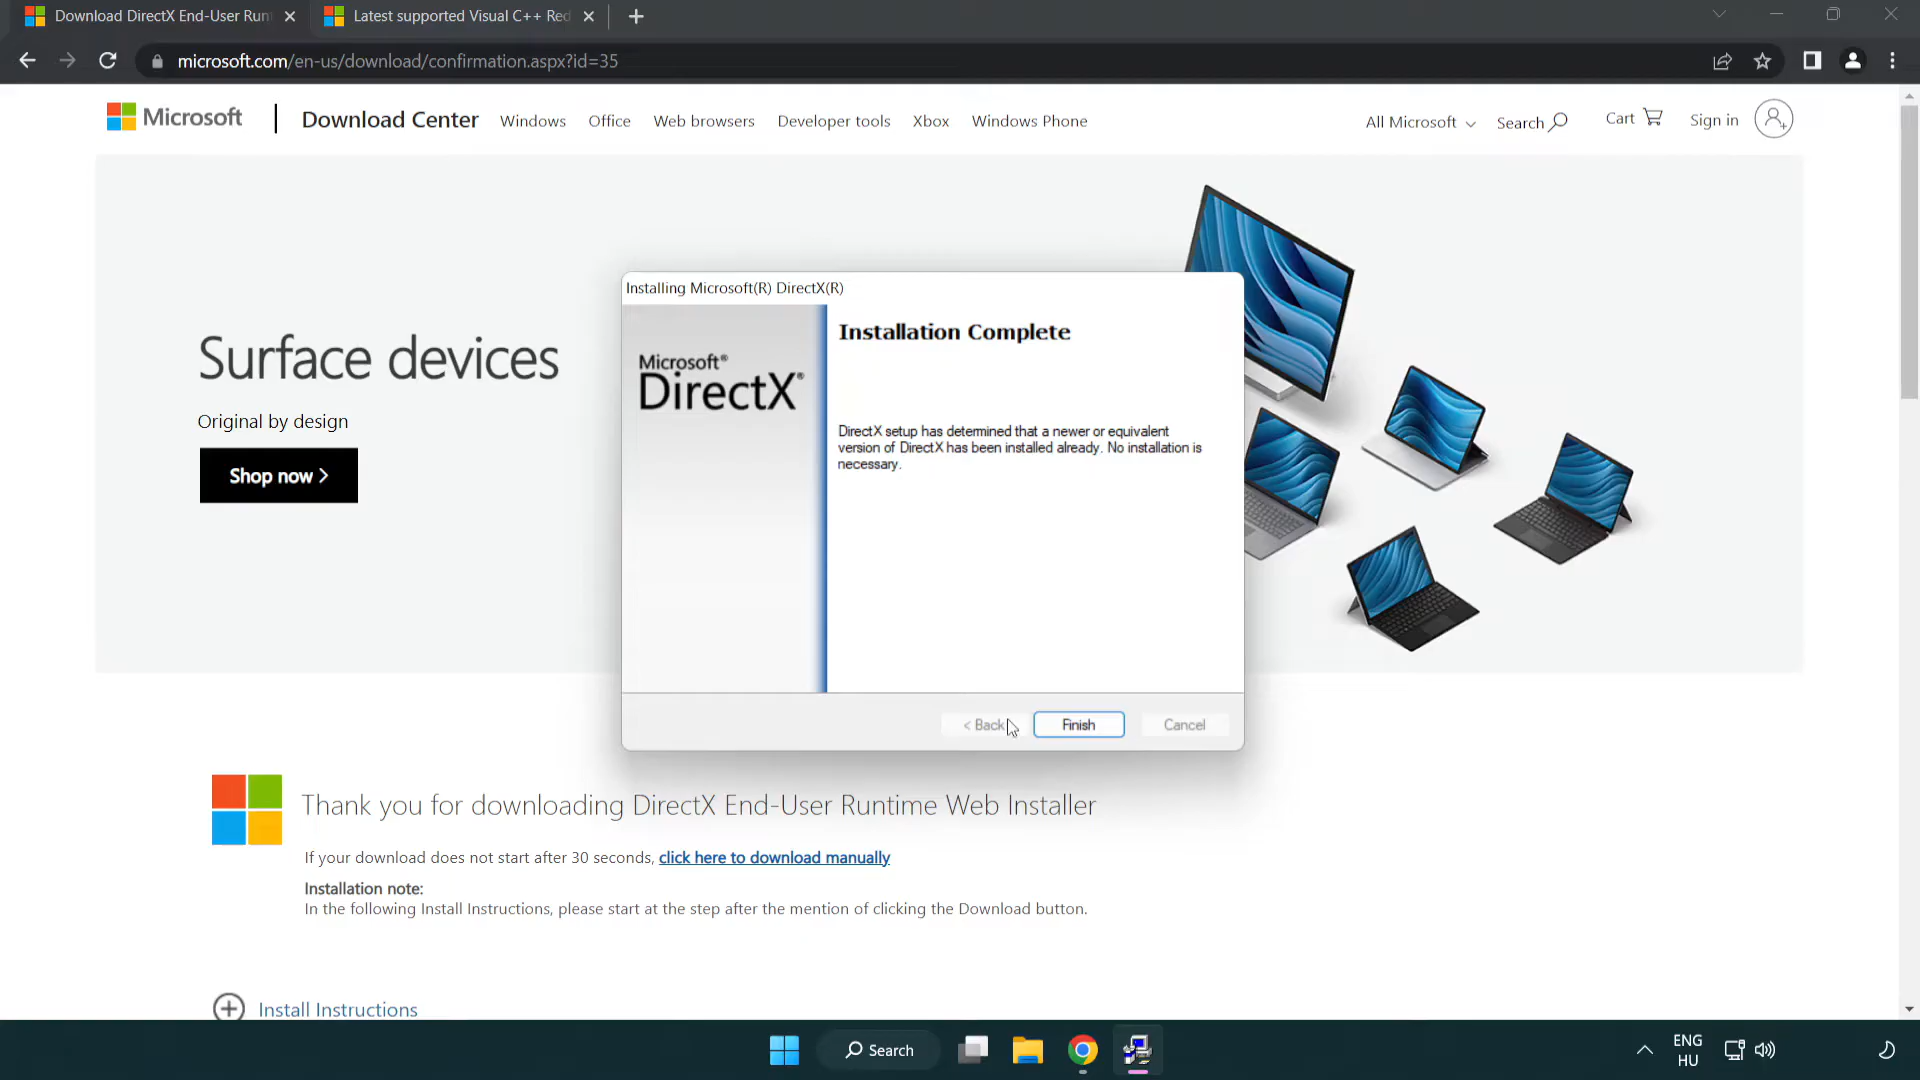 Download DirectX End-User Run
Latest supported Visual C++ Red
microsoft.com/en-us/download/confirmation.aspx?id=35
Microsoft
Download Center
Windows
Office
Web browsers
Developer tools
Xbox
Windows Phone
All Microsoft
Search
Cart
Sign in
Surface devices
Original by design
Shop now >
Installing Microsoft(R) DirectX(R)
Microsoft®
DirectX®
Installation Complete
DirectX setup has determined that a newer or equivalent
version of DirectX has been installed already. No installation is
necessary.
< Back
Finish
Cancel
Thank you for downloading DirectX End-User Runtime Web Installer
If your download does not start after 30 seconds, click here to download manually
Installation note:
In the following Install Instructions, please start at the step after the mention of clicking the Download button.
Install Instructions
Search
ENG
HU